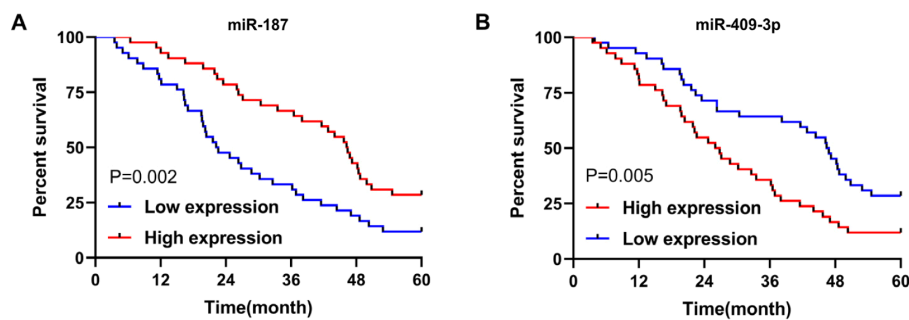 A
miR-187
Percent survival
100
75
50
25
0
P=0.002
Low expression
High expression
0 12 24 36 48 60
Time(month)
B
miR-409-3p
Percent survival
100
75
50
25
0
P=0.005
High expression
Low expression
0 12 24 36 48 60
Time(month)